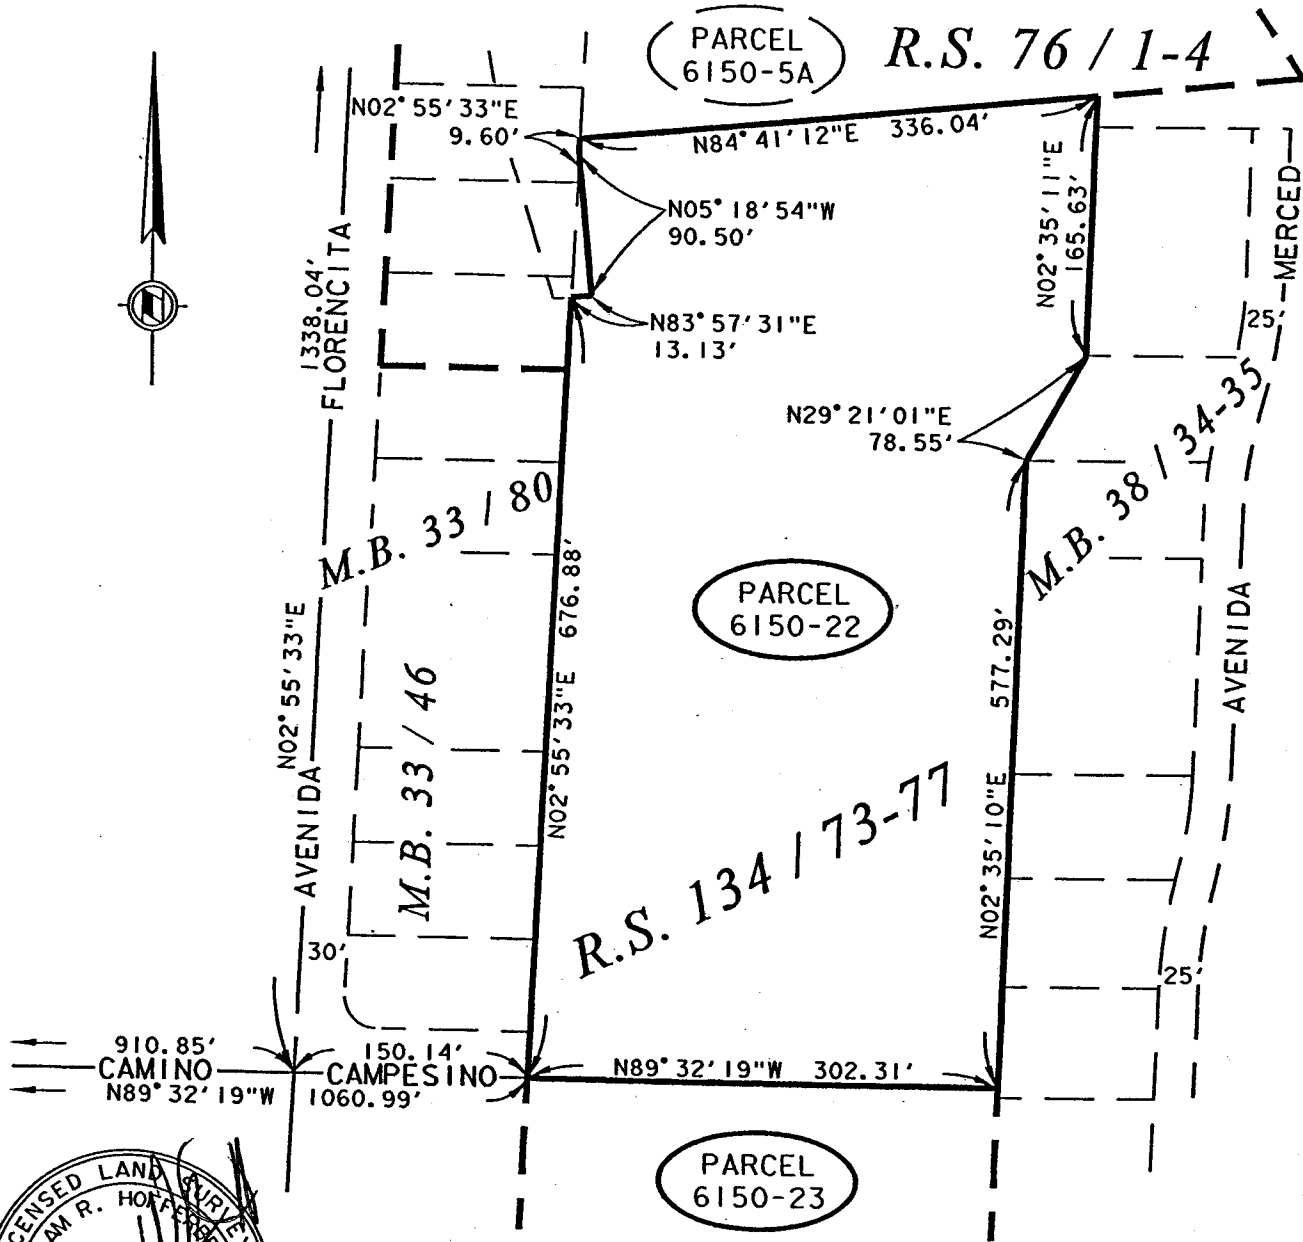 PARCEL
6150-5A
R.S. 76 / 1-4
N02°55'33"E
9.60'
N84°41'12"E 336.04'
N05°18'54"W
90.50'
N02°35'11"E
165.63'
MERCED
1338.04'
FLORENCITA
N83°57'31"E
13.13'
25'
N29°21'01"E
78.55'
M.B. 33 / 80
M.B. 38 / 34-35
PARCEL
6150-22
N02°55'33"E 676.88'
N02°55'33"E
AVENIDA
M.B. 33 / 46
577.29'
N02°35'10"E
AVENIDA
R.S. 134 / 73-77
30'
25'
910.85'
150.14'
CAMINO
CAMPESINO
N89°32'19"W 302.31'
N89°32'19"W 1060.99'
PARCEL
6150-23
LAND
AM R. HOFFER